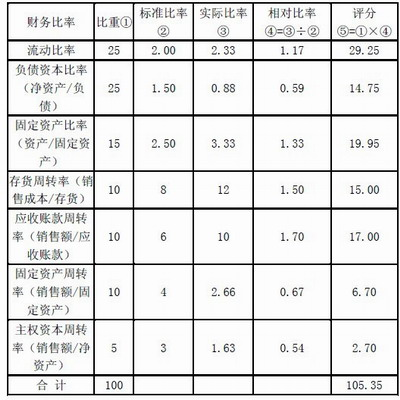 财务比率 比重① 标准比率 实际比率 相对比率 评分
② ③ ④=③÷② ⑤=①×④
流动比率 25 2.00 2.33 1.17 29.25
负债资本比率
（净资产/负 25 1.50 0.88 0.59 14.75
债）
固定资产比率
（资产/固定资 15 2.50 3.33 1.33 19.95
产）
存货周转率（销 10 8 12 1.50 15.00
售成本/存货）
应收账款周转
率（销售额/应 10 6 10 1.70 17.00
收账款）
固定资产周转
率（销售额/固 10 4 2.66 0.67 6.70
定资产）
主权资本周转
率（销售额/净 5 3 1.63 0.54 2.70
资产）
合 计 100 105.35